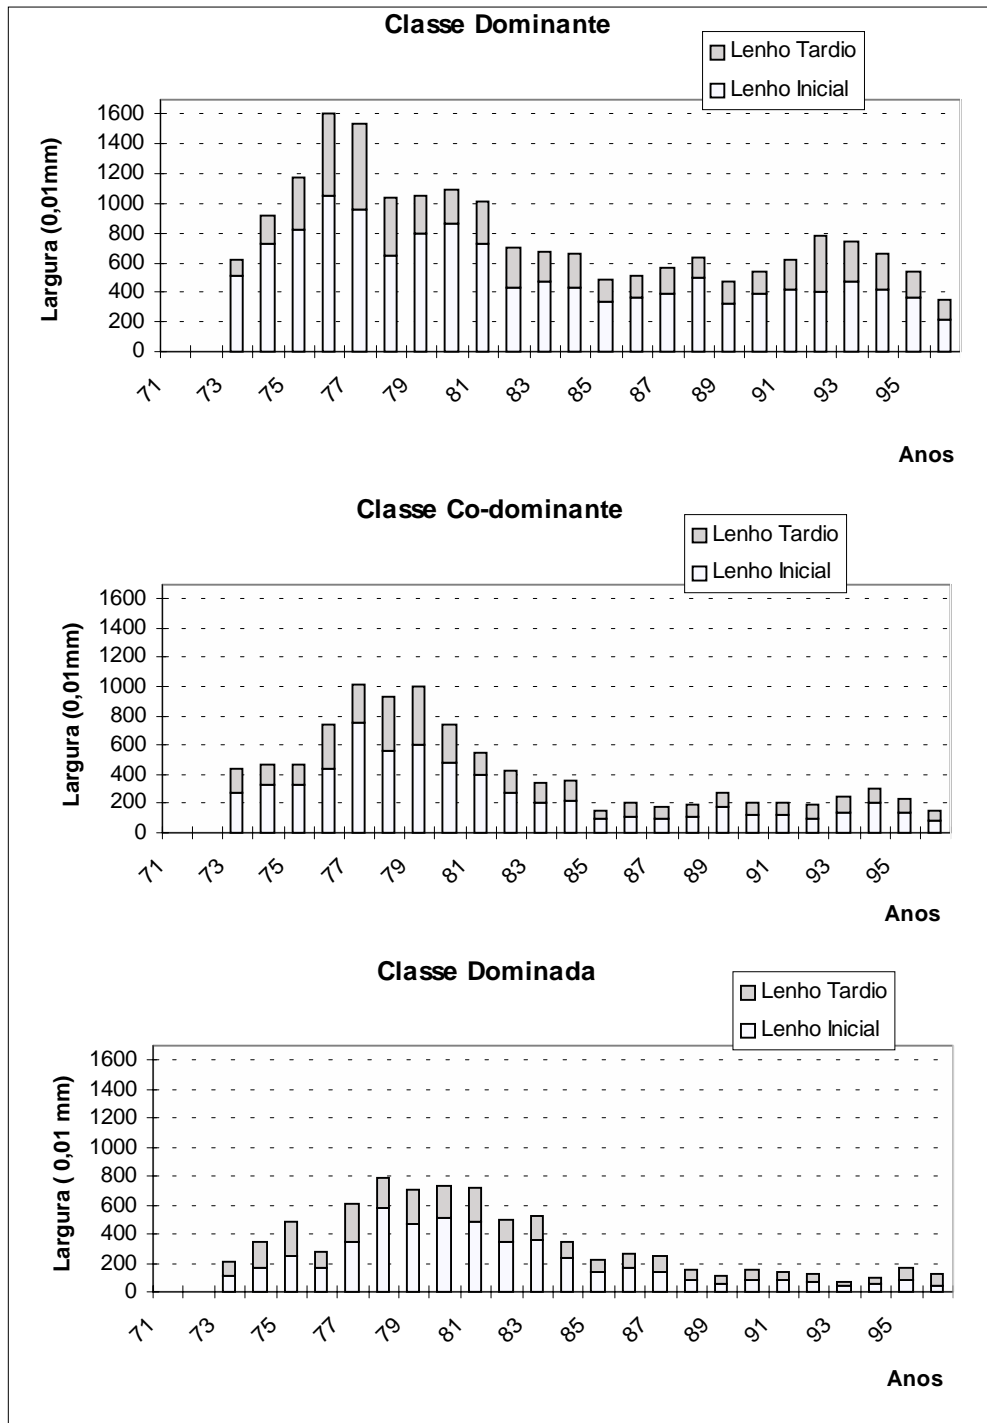 Classe Dominante
Lenho Tardio
Lenho Inicial
Largura (0,01mm)
1600
1400
1200
1000
800
600
400
200
0
71 73 75 77 79 81 83 85 87 89 91 93 95
Anos
Classe Co-dominante
Lenho Tardio
Lenho Inicial
Largura (0,01mm)
1600
1400
1200
1000
800
600
400
200
0
71 73 75 77 79 81 83 85 87 89 91 93 95
Anos
Classe Dominada
Lenho Tardio
Lenho Inicial
Largura ( 0,01 mm)
1600
1400
1200
1000
800
600
400
200
0
71 73 75 77 79 81 83 85 87 89 91 93 95
Anos